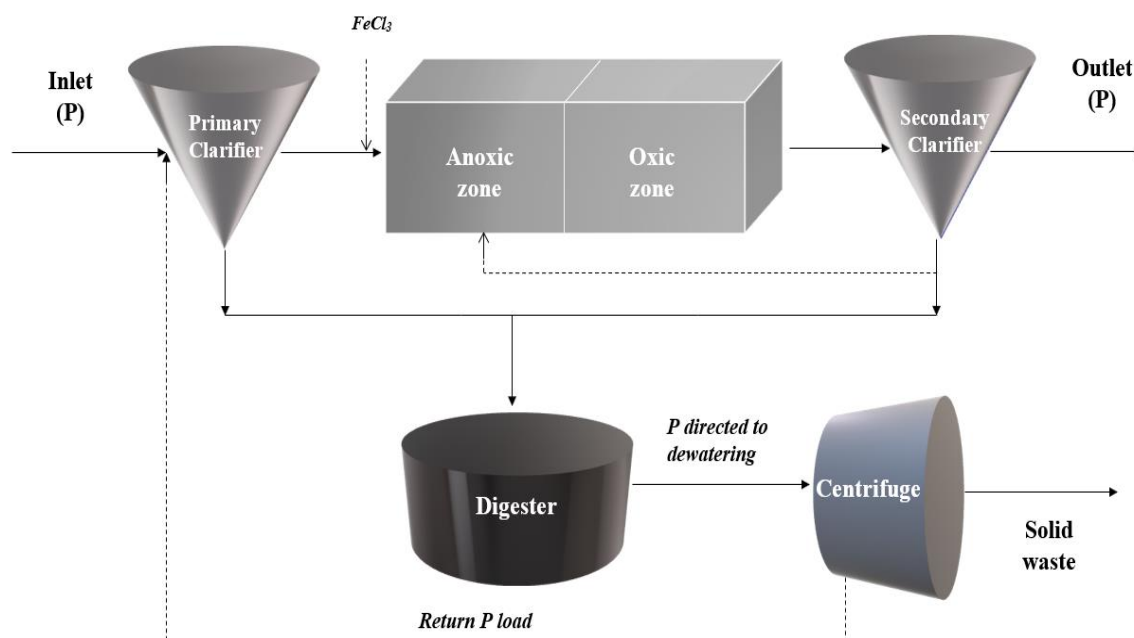 FeCl₃
Inlet
(P)
Primary
Clarifier
Anoxic
zone
Oxic
zone
Secondary
Clarifier
Outlet
(P)
Digester
P directed to
dewatering
Centrifuge
Solid
waste
Return P load